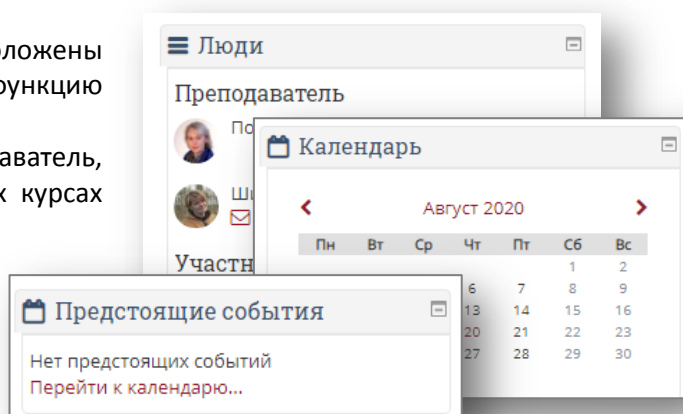 оложены
функцию
аватель,
х курсах
Люди
Преподаватель
По
Ши
Участн
Календарь
Август 2020
Пн Вт Ср Чт Пт Сб Вс
1 2
6 7 8 9
13 14 15 16
20 21 22 23
27 28 29 30
Предстоящие события
Нет предстоящих событий
Перейти к календарю...